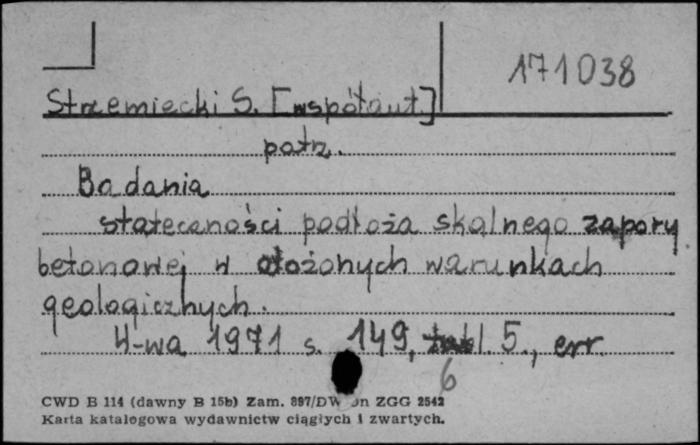 171038
Strzemiecki S. [współaut]
patrz.
Badania
stateczności podłoża skalnego zapory
betonowej w złożonych warunkach
geologicznych.
W-wa 1971 s. 149, tabl. 5., err.
6
CWD B 114 (dawny B 15b) Zam. 897/DW ZGG 2542
Karta katalogowa wydawnictw ciągłych i zwartych.